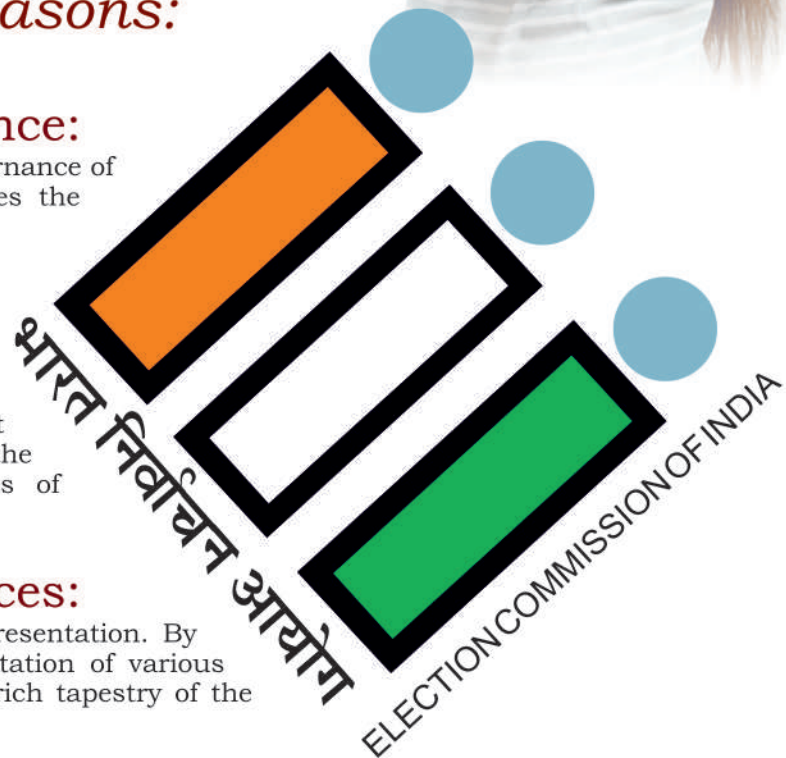 asons:
nce:
rnance of
es the
t
he
s of
ces:
resentation. By
tation of various
rich tapestry of the
भारत निर्वाचन आयोग
ELECTION COMMISSION OF INDIA